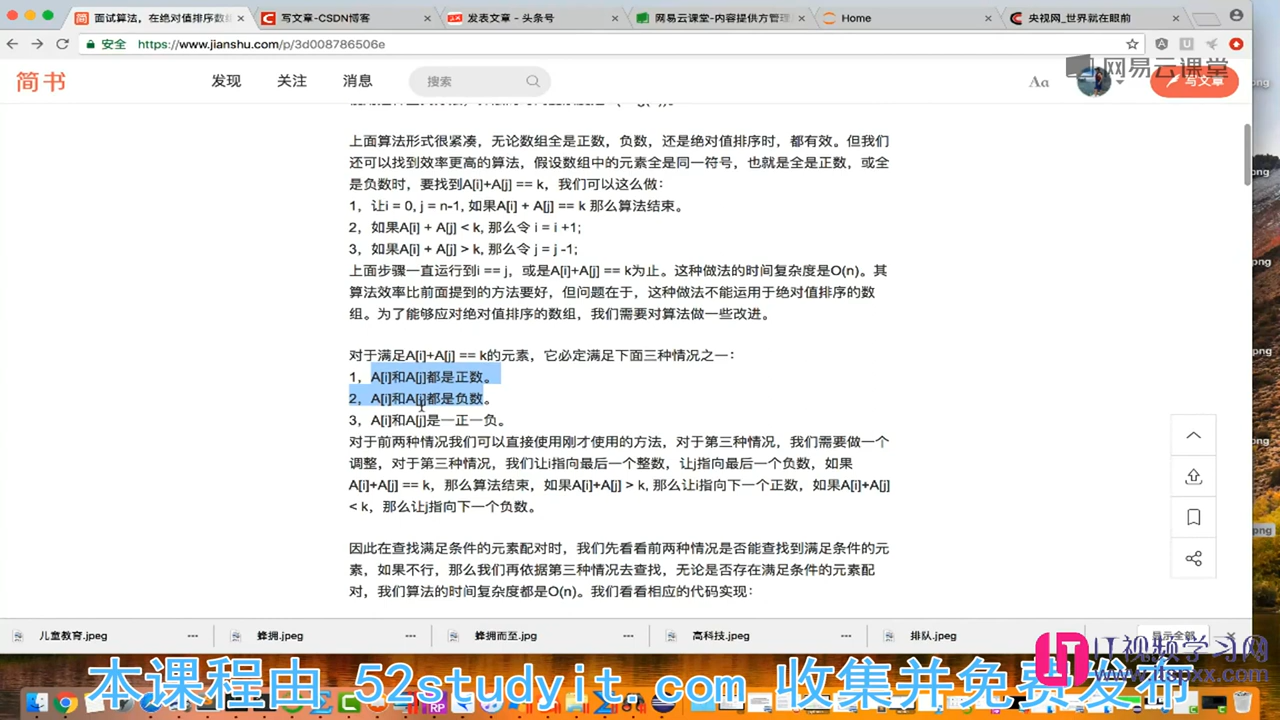 面试算法，在绝对值排序数组
写文章-CSDN博客
发表文章 - 头条号
网易云课堂-内容提供方管理
Home
央视网_世界就在眼前
安全 https://www.jianshu.com/p/3d008786506e
简书
发现
关注
消息
搜索
Aa
写文章
网易云课堂
上面算法形式很紧凑，无论数组全是正数，负数，还是绝对值排序时，都有效。但我们
还可以找到效率更高的算法，假设数组中的元素全是同一符号，也就是全是正数，或全
是负数时，要找到A[i]+A[j] == k，我们可以这么做：
1，让i = 0, j = n-1, 如果A[i] + A[j] == k 那么算法结束。
2，如果A[i] + A[j] < k, 那么令 i = i +1;
3，如果A[i] + A[j] > k, 那么令 j = j -1;
上面步骤一直运行到i == j，或是A[i]+A[j] == k为止。这种做法的时间复杂度是O(n)。其
算法效率比前面提到的方法要好，但问题在于，这种做法不能运用于绝对值排序的数
组。为了能够应对绝对值排序的数组，我们需要对算法做一些改进。
对于满足A[i]+A[j] == k的元素，它必定满足下面三种情况之一：
1，A[i]和A[j]都是正数。
2，A[i]和A[j]都是负数。
3，A[i]和A[j]是一正一负。
对于前两种情况我们可以直接使用刚才使用的方法，对于第三种情况，我们需要做一个
调整，对于第三种情况，我们让i指向最后一个整数，让j指向最后一个负数，如果
A[i]+A[j] == k，那么算法结束，如果A[i]+A[j] > k, 那么让i指向下一个正数，如果A[i]+A[j]
< k，那么让j指向下一个负数。
因此在查找满足条件的元素配对时，我们先看看前两种情况是否能查找到满足条件的元
素，如果不行，那么我们再依据第三种情况去查找，无论是否存在满足条件的元素配
对，我们算法的时间复杂度都是O(n)。我们看看相应的代码实现：
儿童教育.jpeg
蜂拥.jpeg
蜂拥而至.jpg
高科技.jpeg
排队.jpeg
显示全部
IT视频学习网
www.itspxx.com
本课程由 52studyit com 收集并免费发布